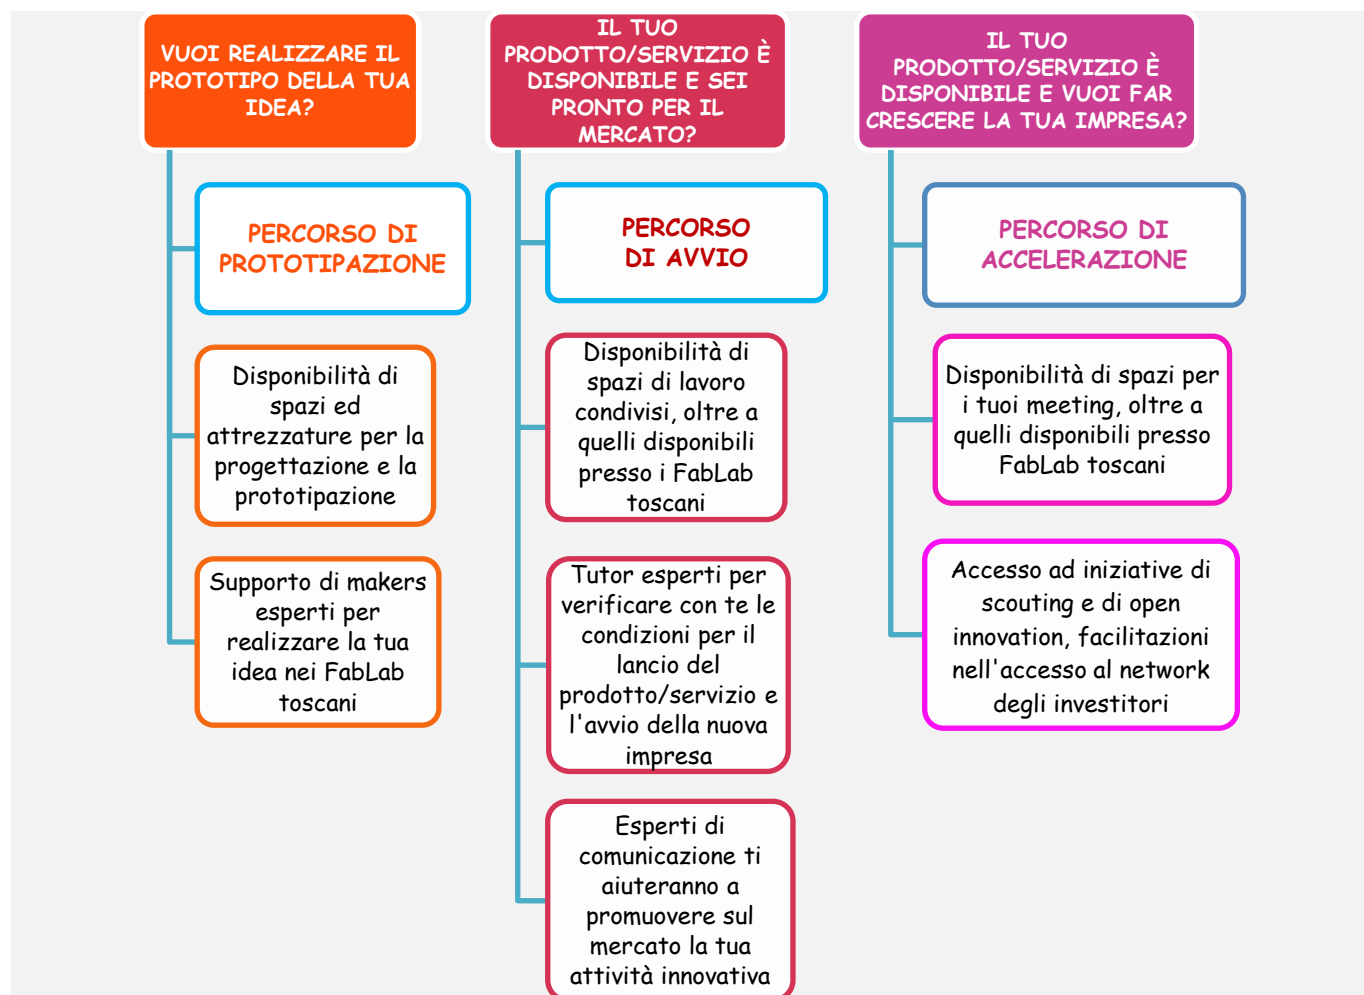 VUOI REALIZZARE IL
PROTOTIPO DELLA TUA
IDEA?
PERCORSO DI
PROTOTIPAZIONE
Disponibilità di
spazi ed
attrezzature per la
progettazione e la
prototipazione
Supporto di makers
esperti per
realizzare la tua
idea nei FabLab
toscani
IL TUO
PRODOTTO/SERVIZIO È
DISPONIBILE E SEI
PRONTO PER IL
MERCATO?
PERCORSO
DI AVVIO
Disponibilità di
spazi di lavoro
condivisi, oltre a
quelli disponibili
presso i FabLab
toscani
Tutor esperti per
verificare con te le
condizioni per il
lancio del
prodotto/servizio e
l'avvio della nuova
impresa
Esperti di
comunicazione ti
aiuteranno a
promuovere sul
mercato la tua
attività innovativa
IL TUO
PRODOTTO/SERVIZIO È
DISPONIBILE E VUOI FAR
CRESCERE LA TUA IMPRESA?
PERCORSO DI
ACCELERAZIONE
Disponibilità di spazi per
i tuoi meeting, oltre a
quelli disponibili presso
FabLab toscani
Accesso ad iniziative di
scouting e di open
innovation, facilitazioni
nell'accesso al network
degli investitori